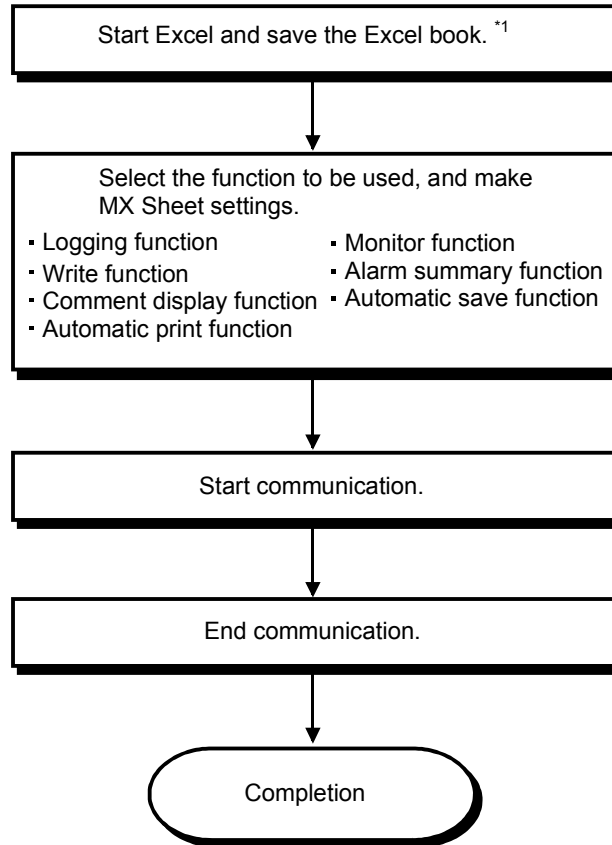 Start Excel and save the Excel book. *1
Select the function to be used, and make
MX Sheet settings.
· Logging function
· Write function
· Comment display function
· Automatic print function
· Monitor function
· Alarm summary function
· Automatic save function
Start communication.
End communication.
Completion